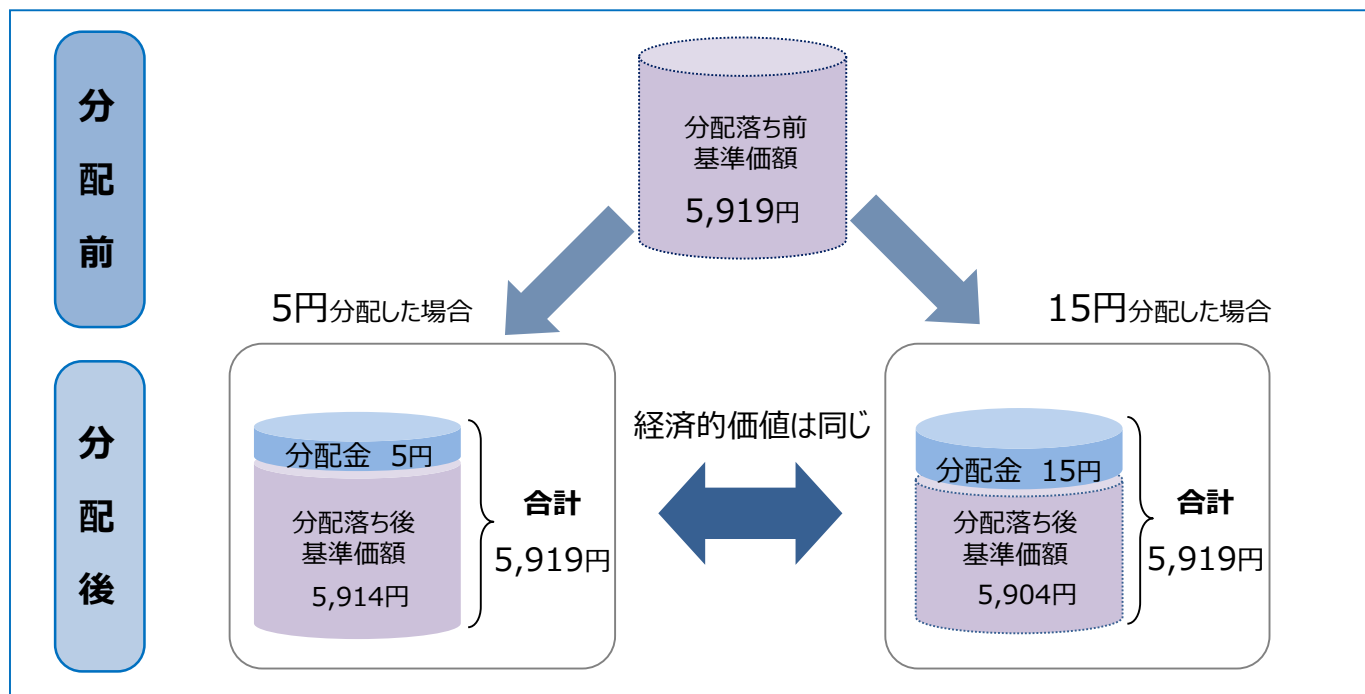 分配前
分配落ち前
基準価額
5,919円
5円分配した場合
15円分配した場合
分配後
分配金 5円
分配落ち後
基準価額
5,914円
合計
5,919円
経済的価値は同じ
分配金 15円
分配落ち後
基準価額
5,904円
合計
5,919円